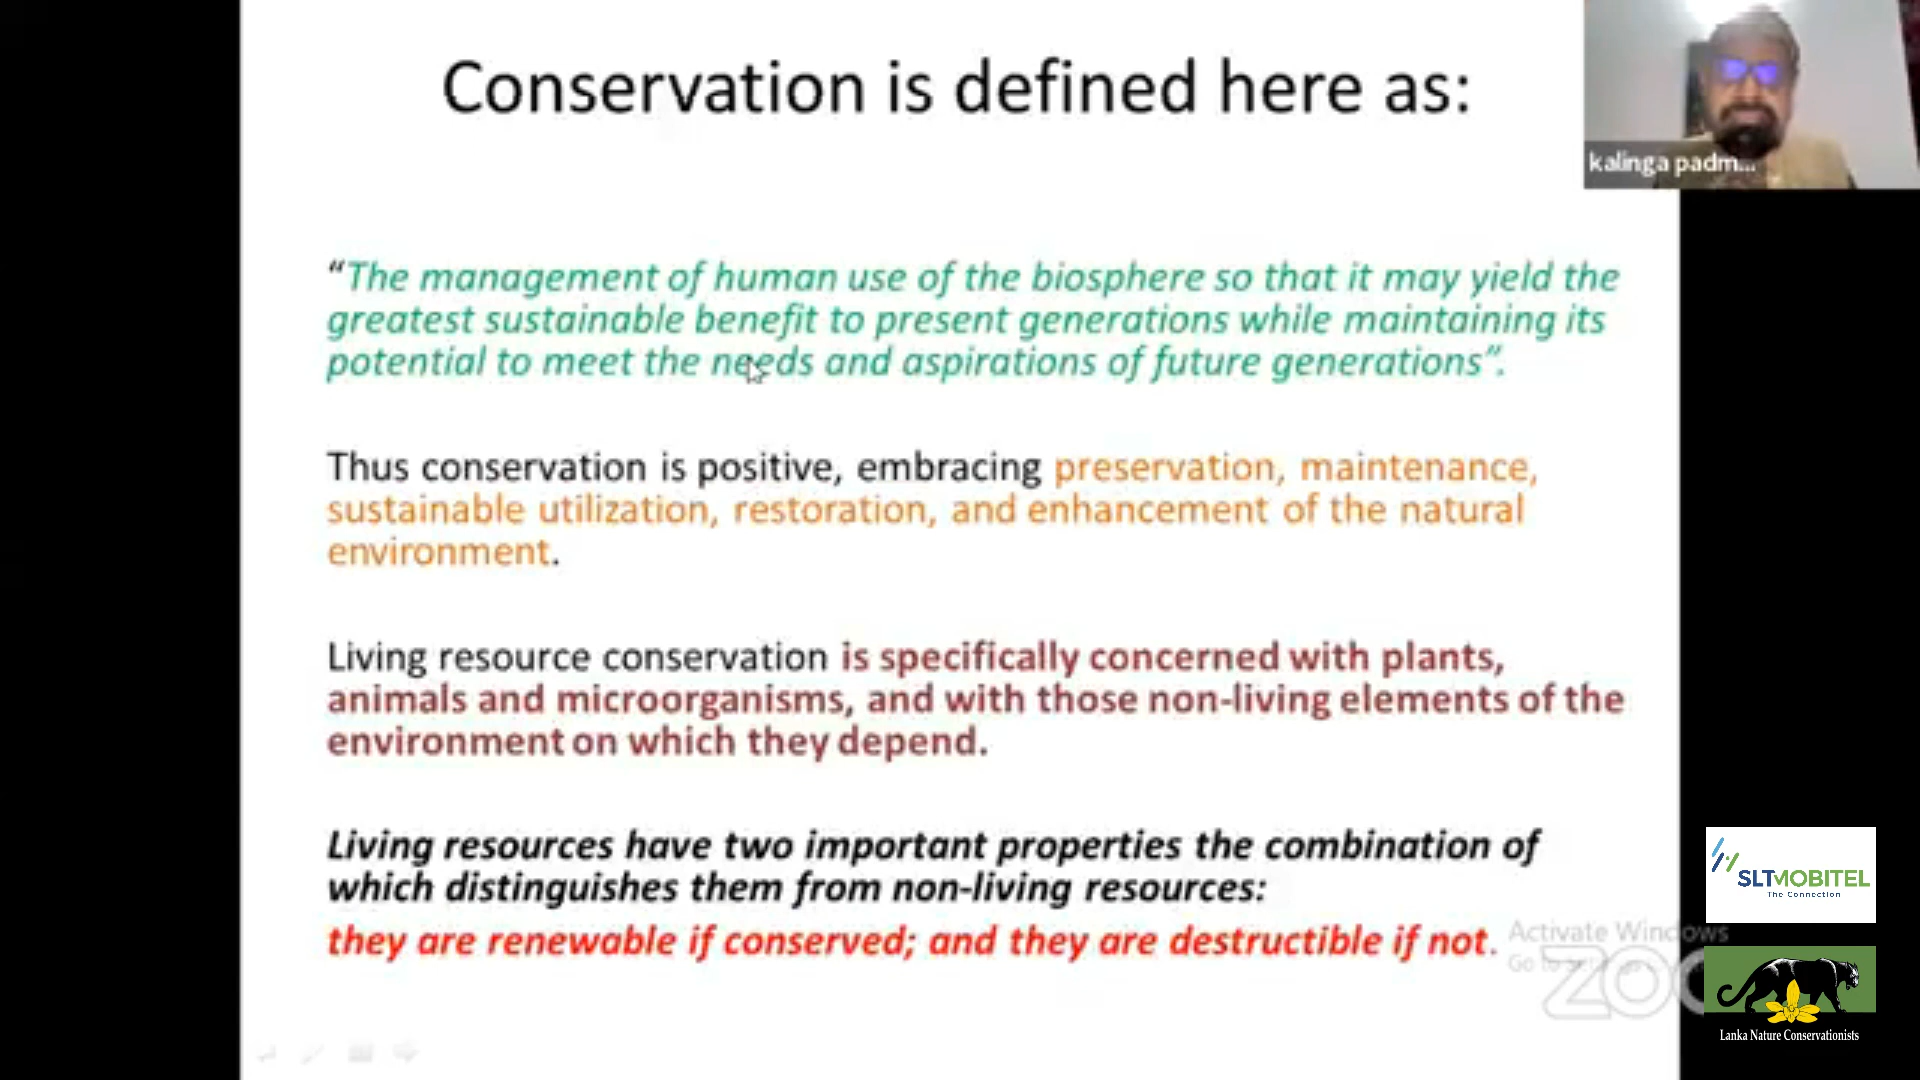 Conservation is defined here as:
kalinga padm...
“The management of human use of the biosphere so that it may yield the
greatest sustainable benefit to present generations while maintaining its
potential to meet the needs and aspirations of future generations”.
Thus conservation is positive, embracing preservation, maintenance,
sustainable utilization, restoration, and enhancement of the natural
environment.
Living resource conservation is specifically concerned with plants,
animals and microorganisms, and with those non-living elements of the
environment on which they depend.
Living resources have two important properties the combination of
which distinguishes them from non-living resources:
they are renewable if conserved; and they are destructible if not.
Activate Windows
Go to
SLTMOBITEL
The Connection
Lanka Nature Conservationists